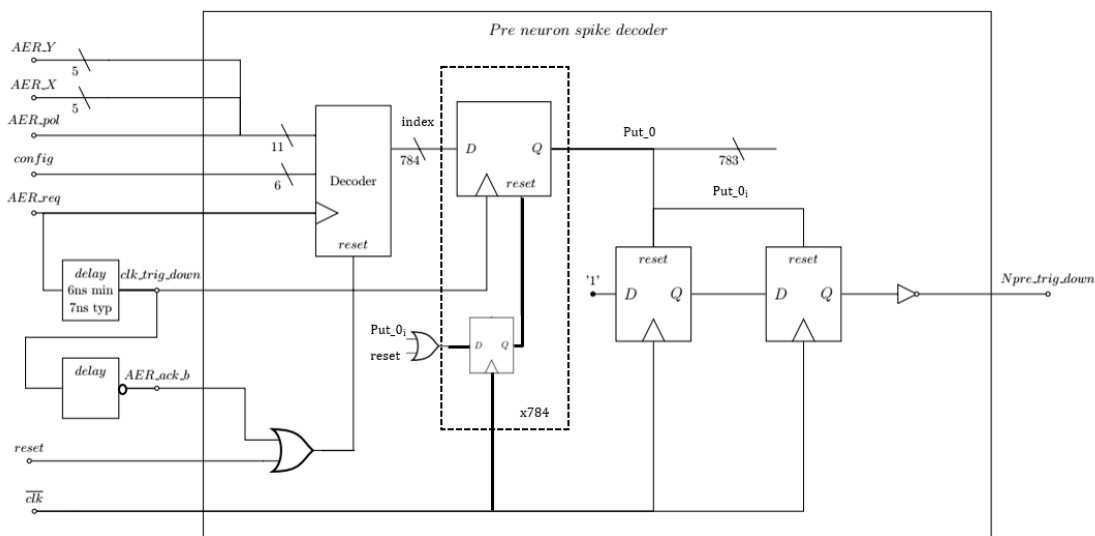 Pre neuron spike decoder
AER_Y
5
AER_X
5
AER_pol
11
config
6
AER_req
Decoder
reset
index
784
D Q
reset
Put_0
783
Put_0i
delay
6ns min
7ns typ
clk_trig_down
delay
AER_ack_b
Put_0i
reset
D Q
x784
'1'
reset
D Q
reset
D Q
Npre_trig_down
reset
clk